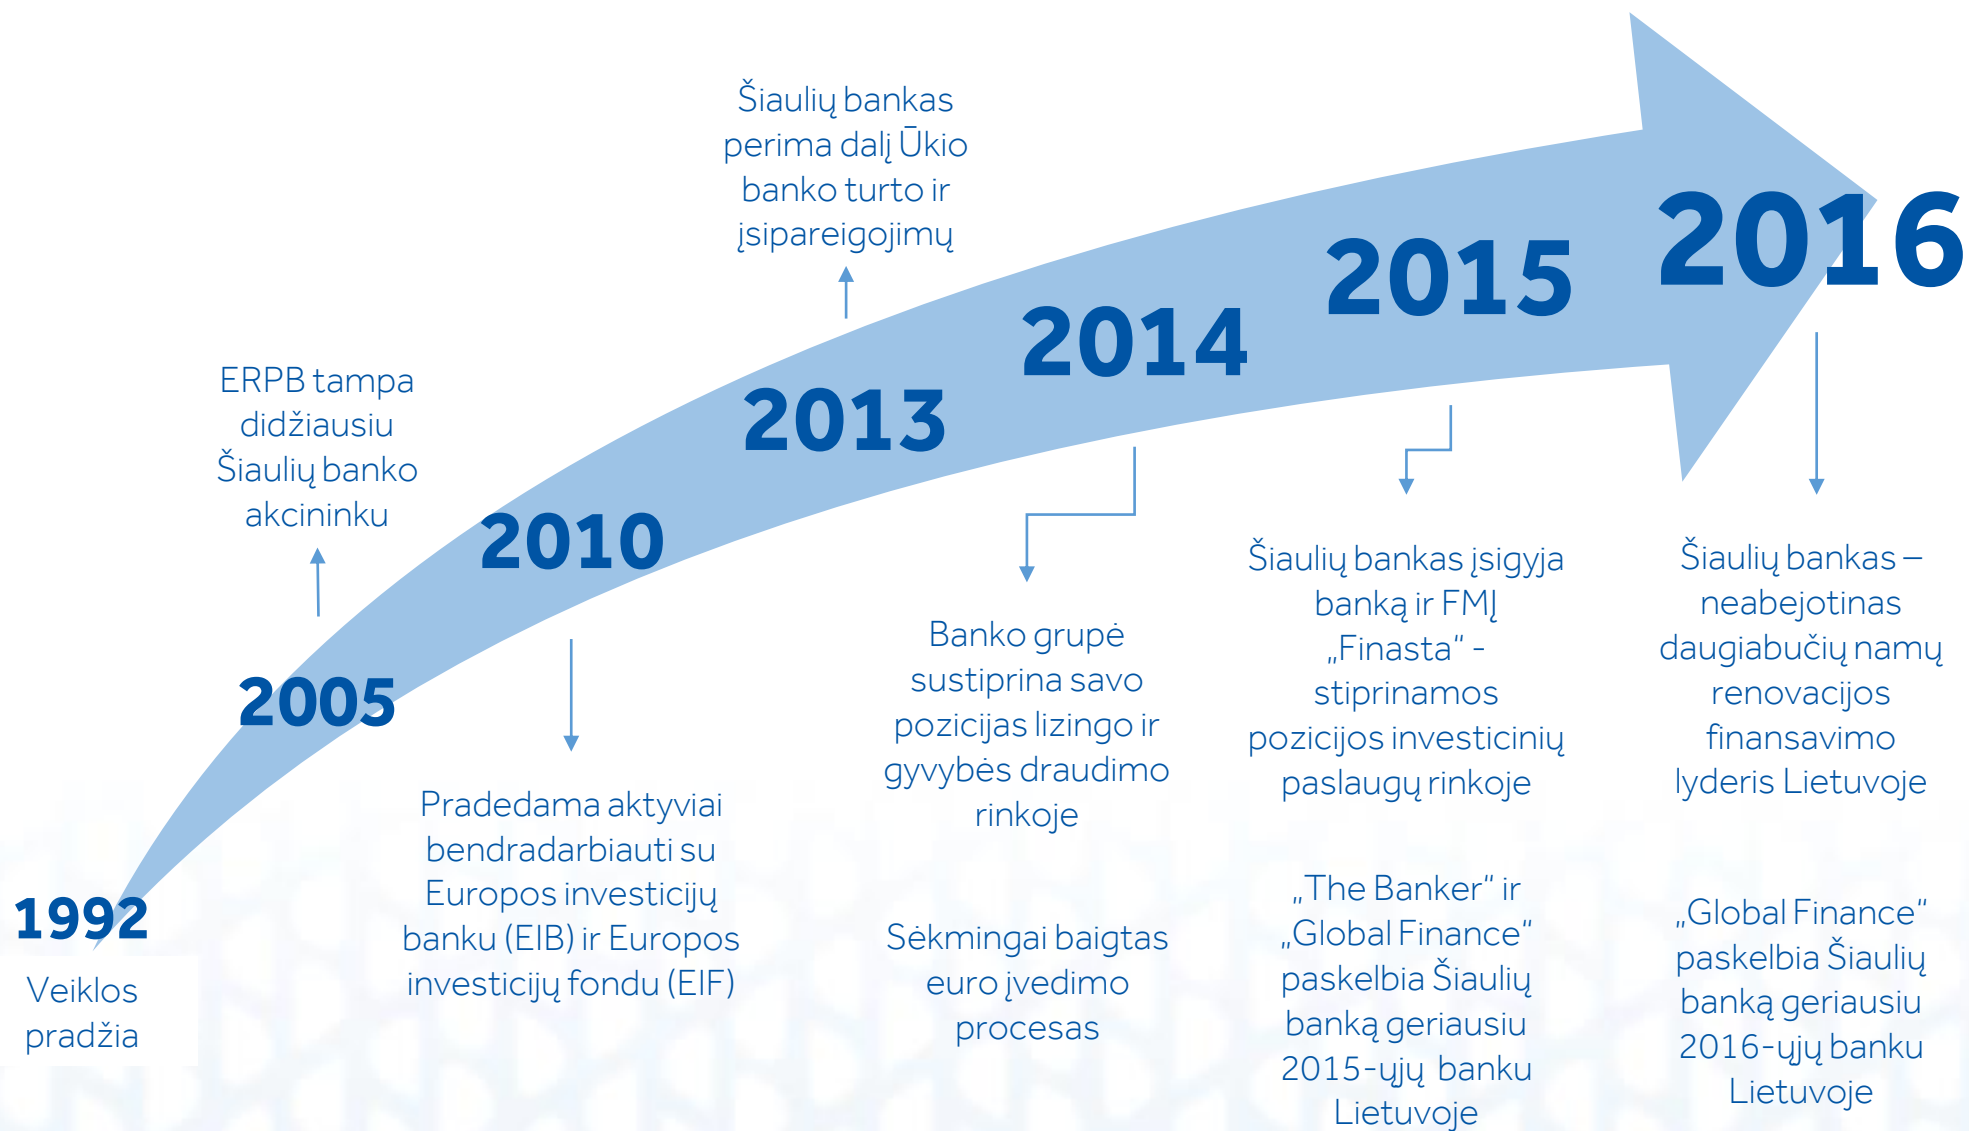 1992
Veiklos
pradžia
2005
ERPB tampa
didžiausiu
Šiaulių banko
akcininku
2010
Pradedama aktyviai
bendradarbiauti su
Europos investicijų
banku (EIB) ir Europos
investicijų fondu (EIF)
2013
Šiaulių bankas
perima dalį Ūkio
banko turto ir
įsipareigojimų
2014
Banko grupė
sustiprina savo
pozicijas lizingo ir
gyvybės draudimo
rinkoje
Sėkmingai baigtas
euro įvedimo
procesas
2015
Šiaulių bankas įsigyja
banką ir FMĮ
„Finasta“ -
stiprinamos
pozicijos investicinių
paslaugų rinkoje
„The Banker“ ir
„Global Finance“
paskelbia Šiaulių
banką geriausiu
2015-ųjų banku
Lietuvoje
2016
Šiaulių bankas –
neabejotinas
daugiabučių namų
renovacijos
finansavimo
lyderis Lietuvoje
„Global Finance“
paskelbia Šiaulių
banką geriausiu
2016-ųjų banku
Lietuvoje